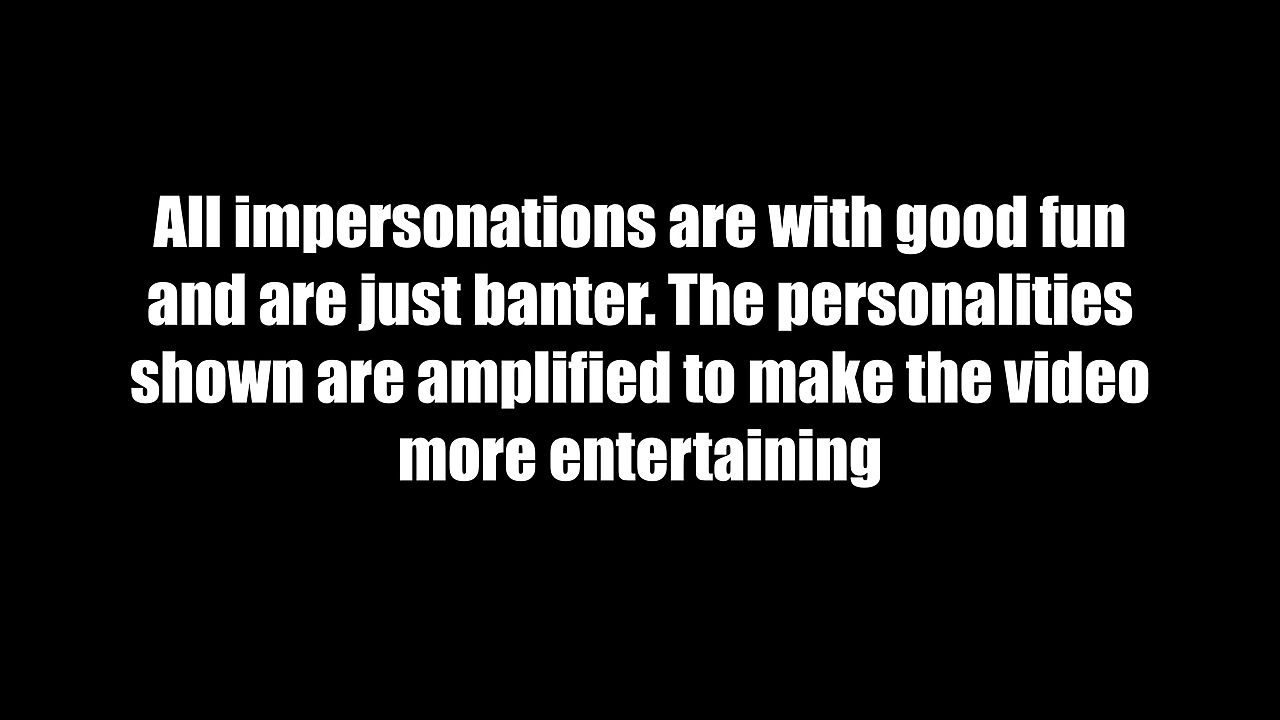 All impersonations are with good fun
and are just banter. The personalities
shown are amplified to make the video
more entertaining